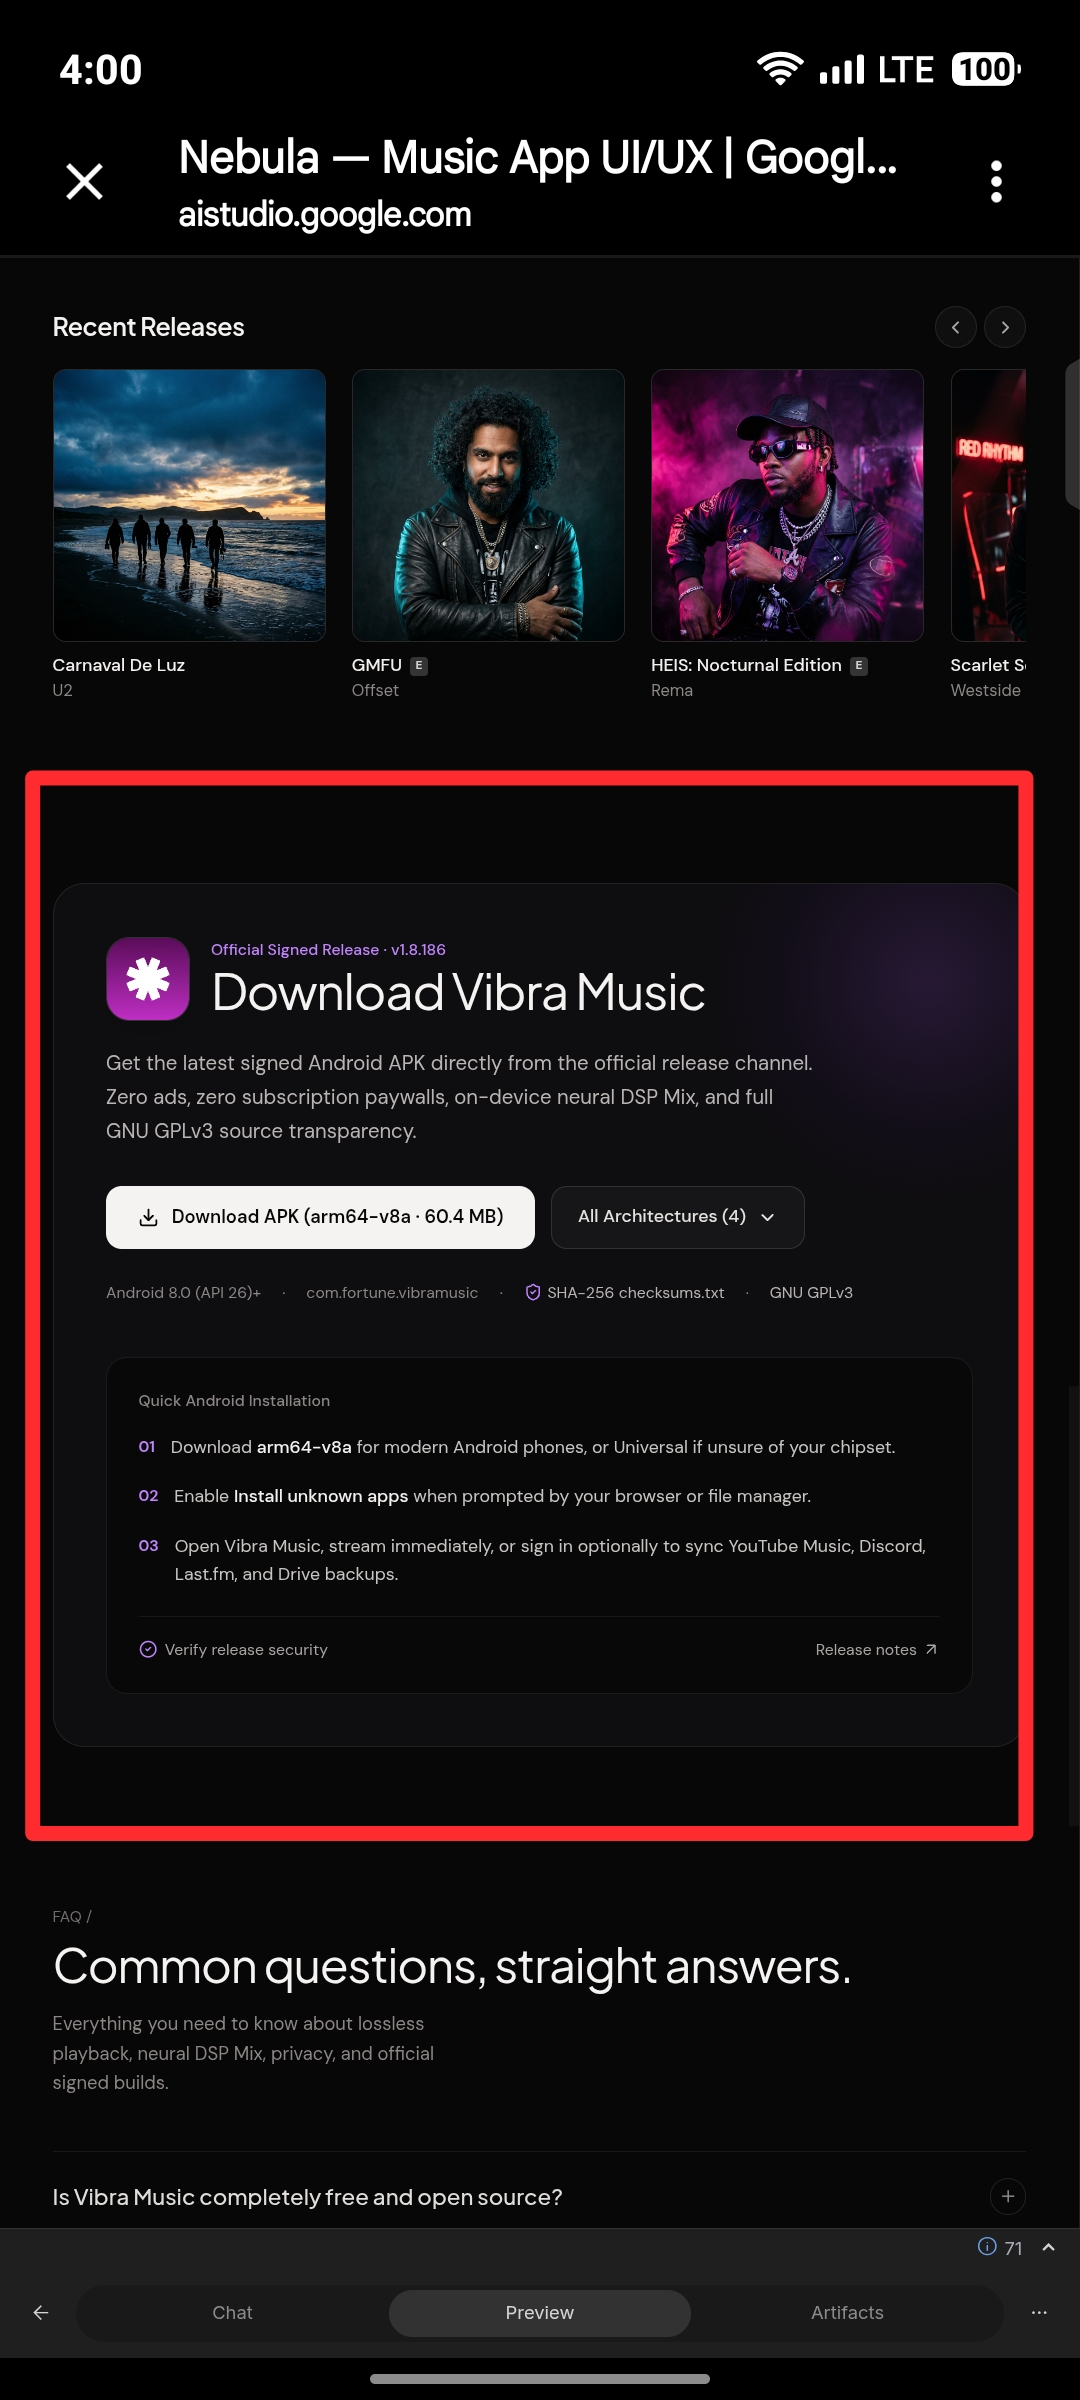 4:00
LTE 100
Nebula — Music App UI/UX | Googl...
aistudio.google.com
Recent Releases
RED RHYTHM
Carnaval De Luz
U2
GMFU E
Offset
HEIS: Nocturnal Edition E
Rema
Scarlet
Westside
Official Signed Release · v1.8.186
Download Vibra Music
Get the latest signed Android APK directly from the official release channel.
Zero ads, zero subscription paywalls, on-device neural DSP Mix, and full
GNU GPLv3 source transparency.
Download APK (arm64-v8a · 60.4 MB)
All Architectures (4)
Android 8.0 (API 26)+ · com.fortune.vibramusic · SHA-256 checksums.txt · GNU GPLv3
Quick Android Installation
01 Download arm64-v8a for modern Android phones, or Universal if unsure of your chipset.
02 Enable Install unknown apps when prompted by your browser or file manager.
03 Open Vibra Music, stream immediately, or sign in optionally to sync YouTube Music, Discord,
Last.fm, and Drive backups.
Verify release security
Release notes
FAQ /
Common questions, straight answers.
Everything you need to know about lossless
playback, neural DSP Mix, privacy, and official
signed builds.
Is Vibra Music completely free and open source?
71
Chat
Preview
Artifacts